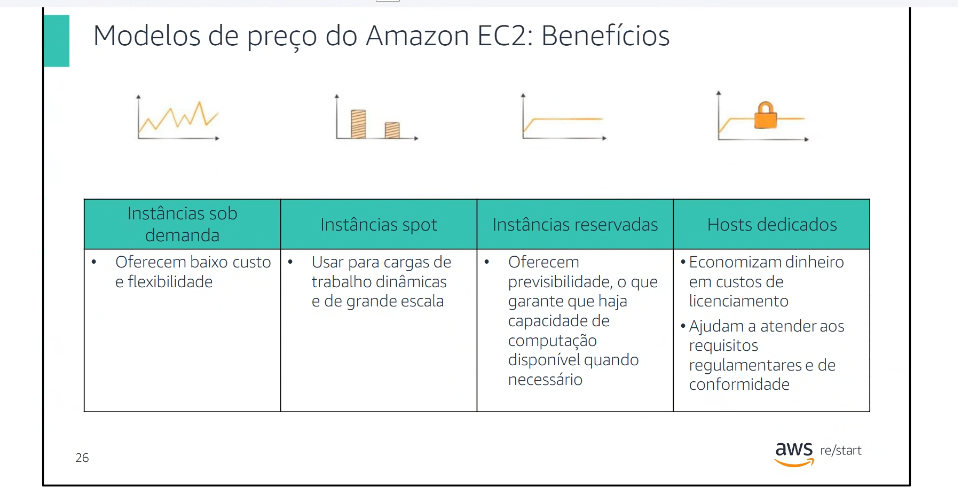 Modelos de preço do Amazon EC2: Benefícios
Instâncias sob
demanda
Instâncias spot
Instâncias reservadas
Hosts dedicados
• Oferecem baixo custo
e flexibilidade
• Usar para cargas de
trabalho dinâmicas
e de grande escala
• Oferecem
previsibilidade, o que
garante que haja
capacidade de
computação
disponível quando
necessário
• Economizam dinheiro
em custos de
licenciamento
• Ajudam a atender aos
requisitos
regulamentares e de
conformidade
26
aws re/start